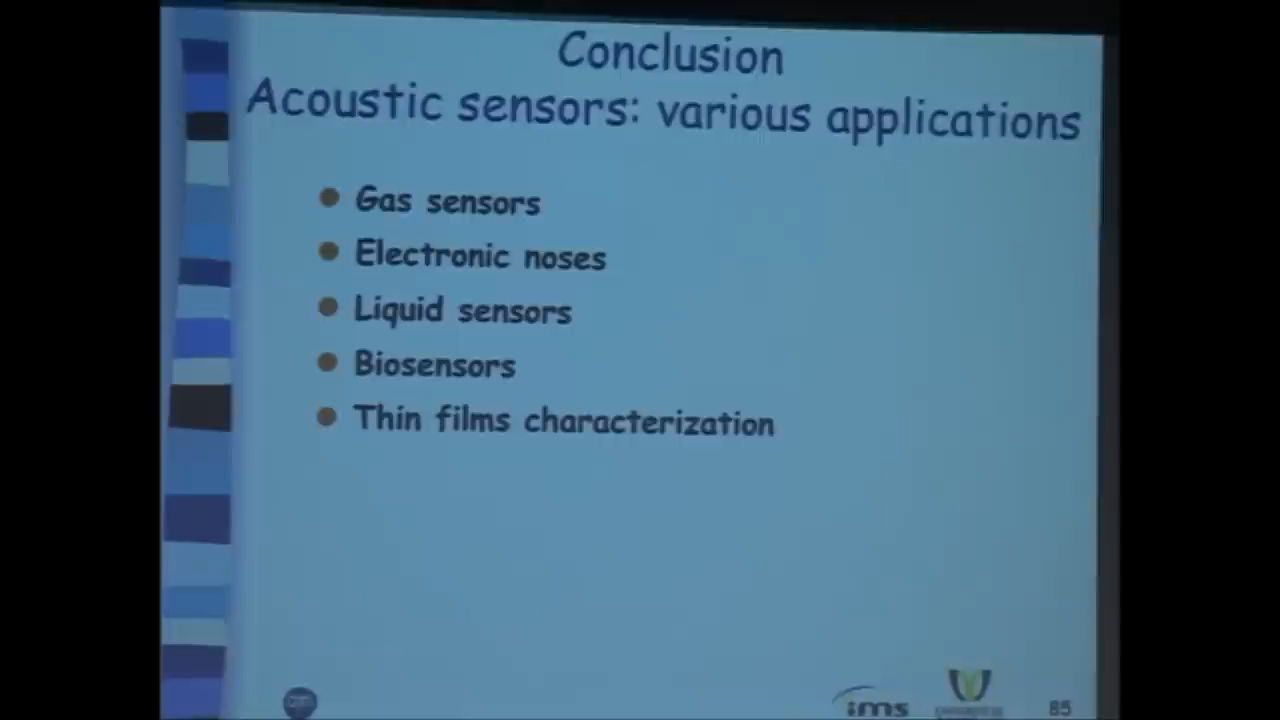 Conclusion
Acoustic sensors: various applications
Gas sensors
Electronic noses
Liquid sensors
Biosensors
Thin films characterization
ims
85